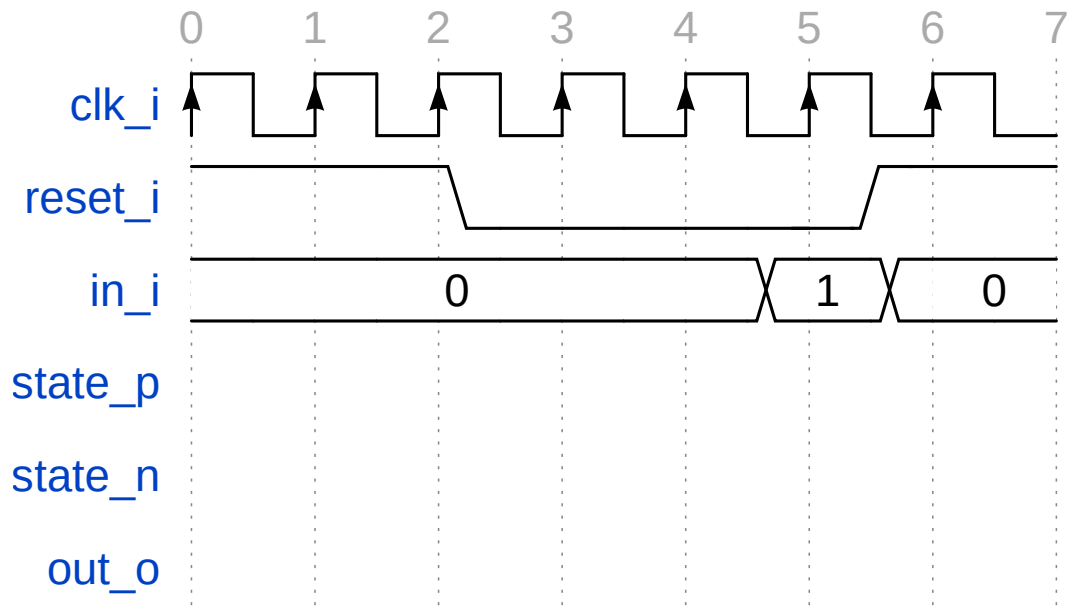 0 1 2 3 4 5 6 7
clk_i
reset_i
in_i 0 1 0
state_p
state_n
out_o